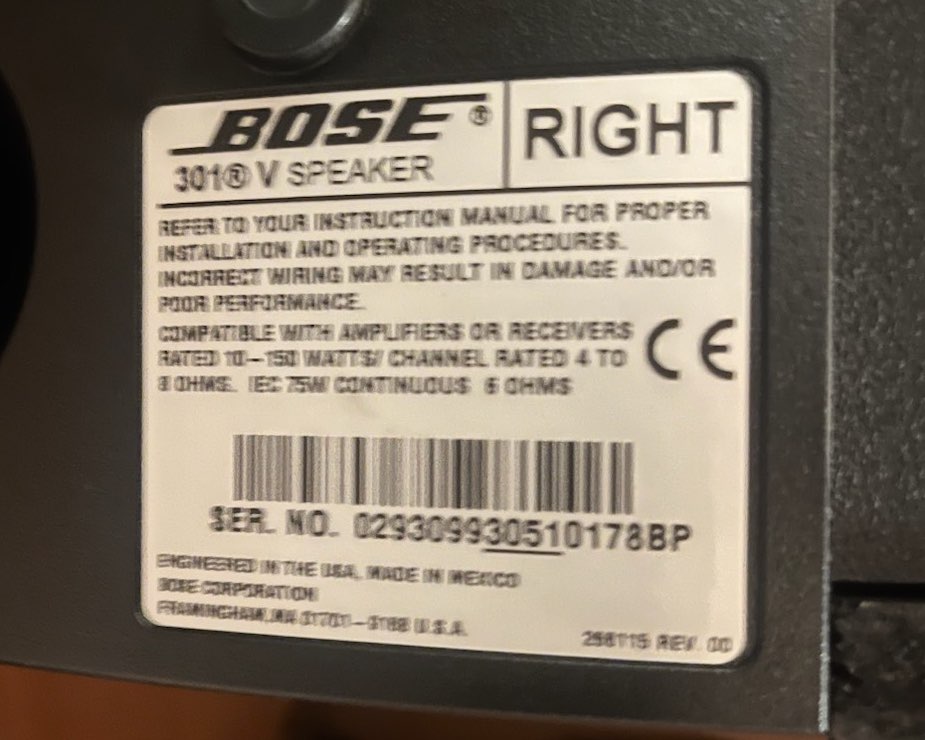 BOSE®
301® V SPEAKER
RIGHT
REFER TO YOUR INSTRUCTION MANUAL FOR PROPER
INSTALLATION AND OPERATING PROCEDURES.
INCORRECT WIRING MAY RESULT IN DAMAGE AND/OR
POOR PERFORMANCE.
COMPATIBLE WITH AMPLIFIERS OR RECEIVERS
RATED 10-150 WATTS/ CHANNEL RATED 4 TO
8 OHMS. IEC 75W CONTINUOUS 6 OHMS
CE
SER. NO. 029309930510178BP
ENGINEERED IN THE USA, MADE IN MEXICO
BOSE CORPORATION
FRAMINGHAM, MA 01701-9168 U.S.A.
REV. 00